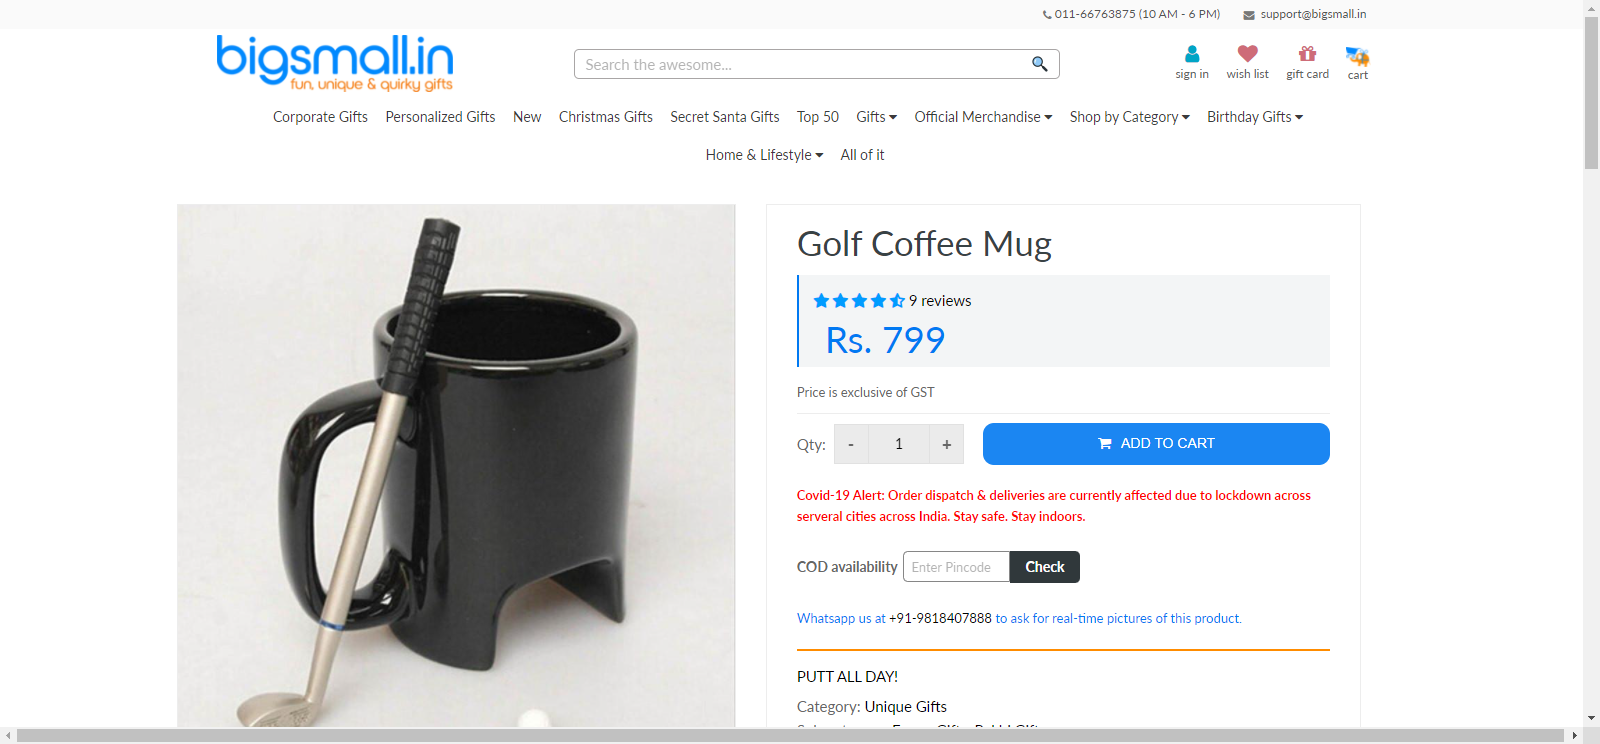 011-66763875 (10 AM - 6 PM) support@bigsmall.in
bigsmall.in
fun, unique & quirky gifts
Search the awesome...
sign in wish list gift card cart
Corporate Gifts Personalized Gifts New Christmas Gifts Secret Santa Gifts Top 50 Gifts Official Merchandise Shop by Category Birthday Gifts
Home & Lifestyle All of it
Golf Coffee Mug
9 reviews
Rs. 799
Price is exclusive of GST
Qty: - 1 + ADD TO CART
Covid-19 Alert: Order dispatch & deliveries are currently affected due to lockdown across
serveral cities across India. Stay safe. Stay indoors.
COD availability Enter Pincode Check
Whatsapp us at +91-9818407888 to ask for real-time pictures of this product.
PUTT ALL DAY!
Category: Unique Gifts